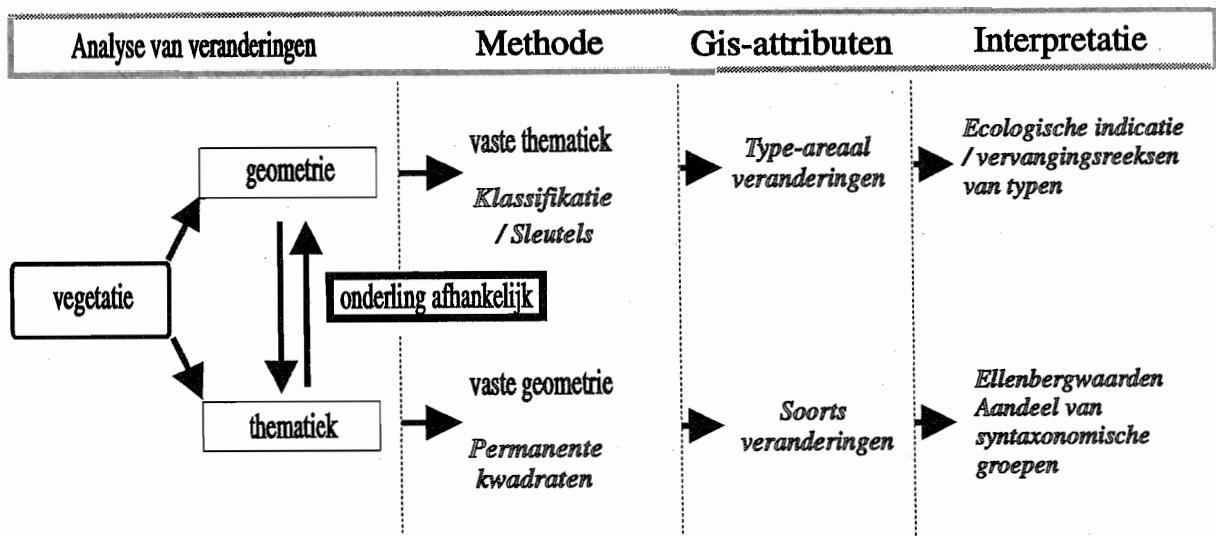 Analyse van veranderingen
Methode
Gis-attributen
Interpretatie
geometrie
vaste thematiek
Klassifikatie
/ Sleutels
Type-areaal
veranderingen
Ecologische indicatie
/ vervangingsreeksen
van typen
vegetatie
onderling afhankelijk
thematiek
vaste geometrie
Permanente
kwadraten
Soorts
veranderingen
Ellenbergwaarden
Aandeel van
syntaxonomische
groepen